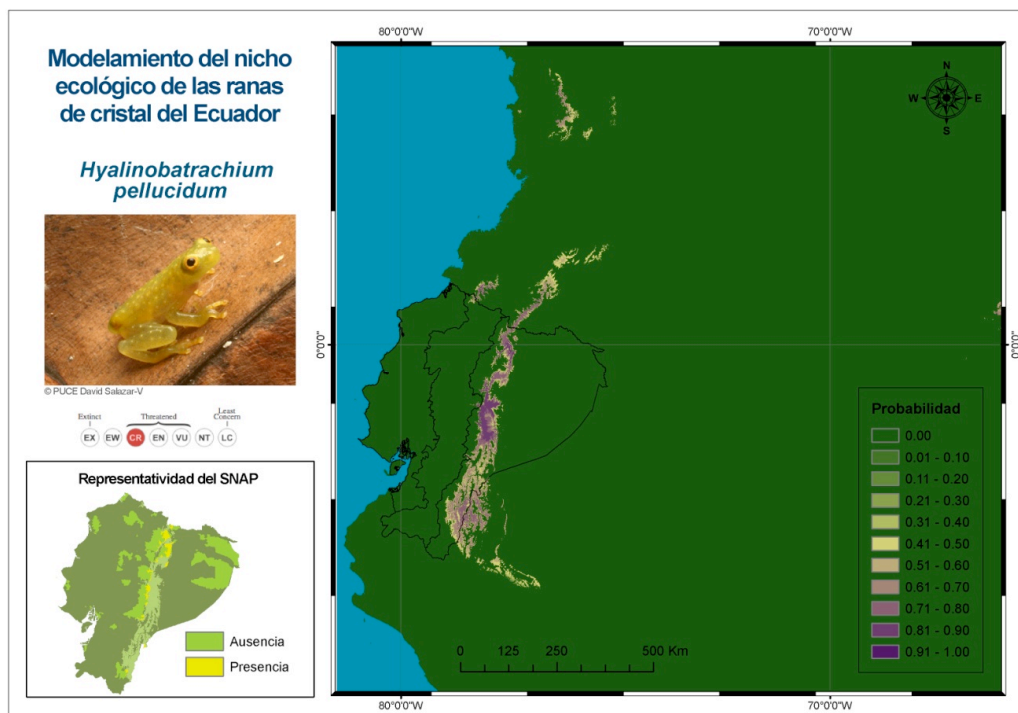 Modelamiento del nicho
ecológico de las ranas
de cristal del Ecuador
Hyalinobatrachium
pellucidum
© PUCE David Salazar-V
Extinct
Threatened
Least
Concern
EX EW CR EN VU NT LC
Representatividad del SNAP
Ausencia
Presencia
80°0'0"W 70°0'0"W
N
W E
S
0°0'0" 0°0'0"
Probabilidad
0.00
0.01 - 0.10
0.11 - 0.20
0.21 - 0.30
0.31 - 0.40
0.41 - 0.50
0.51 - 0.60
0.61 - 0.70
0.71 - 0.80
0.81 - 0.90
0.91 - 1.00
0 125 250 500 Km
80°0'0"W 70°0'0"W